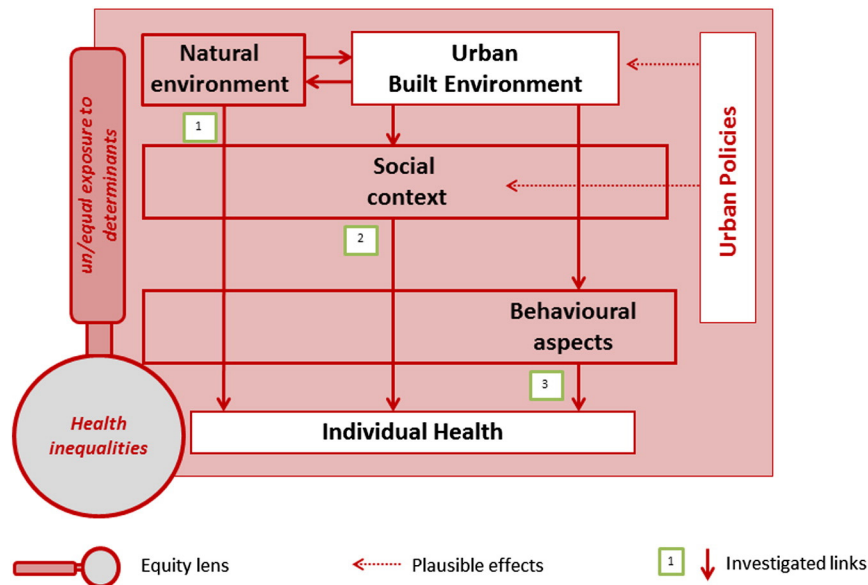 Natural
environment
Urban
Built Environment
1
un/equal exposure to
determinants
Social
context
Urban Policies
2
Behavioural
aspects
3
Health
inequalities
Individual Health
Equity lens
Plausible effects
1
Investigated links